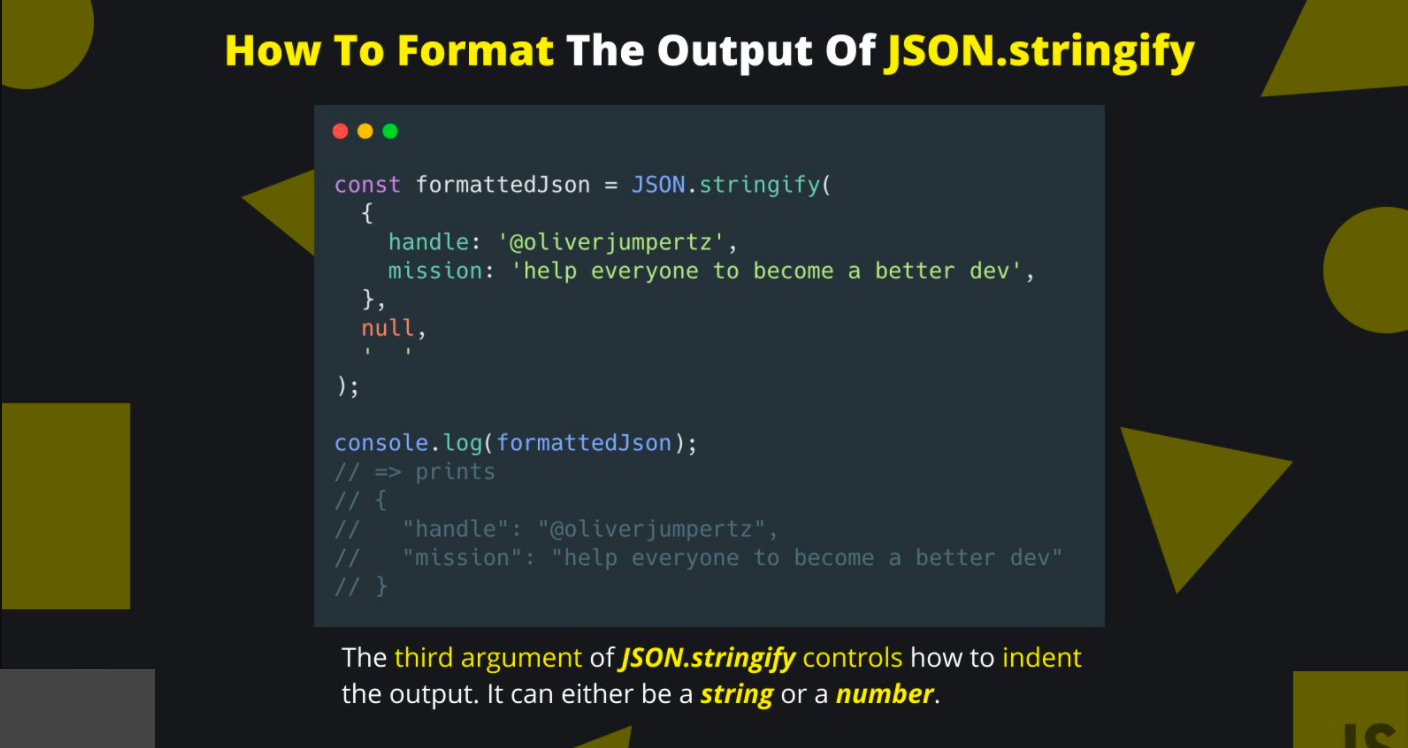 How To Format The Output Of JSON.stringify
const formattedJson = JSON.stringify(
  {
    handle: '@oliverjumpertz',
    mission: 'help everyone to become a better dev',
  },
  null,
  '  '
);
console.log(formattedJson);
// => prints
// {
//   "handle": "@oliverjumpertz",
//   "mission": "help everyone to become a better dev"
// }
The third argument of JSON.stringify controls how to indent
the output. It can either be a string or a number.
JS